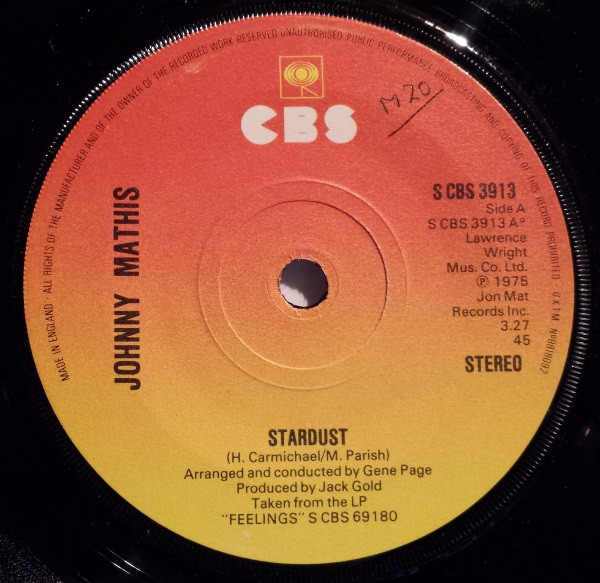 MADE IN ENGLAND · ALL RIGHTS OF THE MANUFACTURER AND OF THE OWNER OF THE RECORDED WORK RESERVED UNAUTHORISED PUBLIC PERFORMANCE BROADCASTING AND COPYING OF THIS RECORD PROHIBITED
CBS
M20
JOHNNY MATHIS
S CBS 3913
Side A
S CBS 3913 Aª
Lawrence
Wright
Mus. Co. Ltd.
℗ 1975
Jon Mat
Records Inc.
3.27
45
STEREO
STARDUST
(H. Carmichael/M. Parish)
Arranged and conducted by Gene Page
Produced by Jack Gold
Taken from the LP
"FEELINGS" S CBS 69180